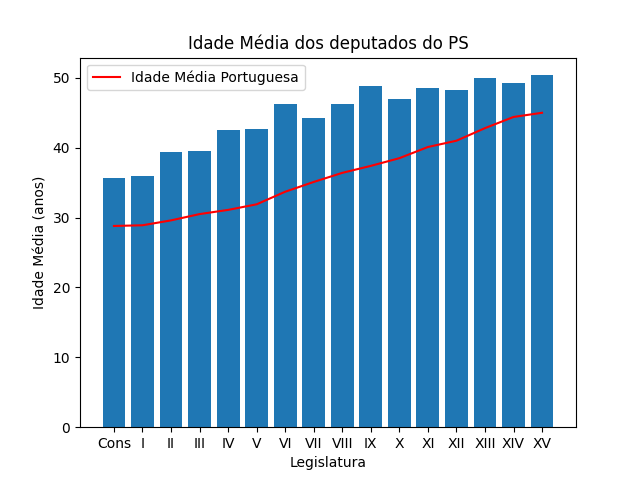 Idade Média dos deputados do PS
Idade Média Portuguesa
Idade Média (anos)
50
40
30
20
10
0
Cons I II III IV V VI VII VIII IX X XI XII XIII XIV XV
Legislatura